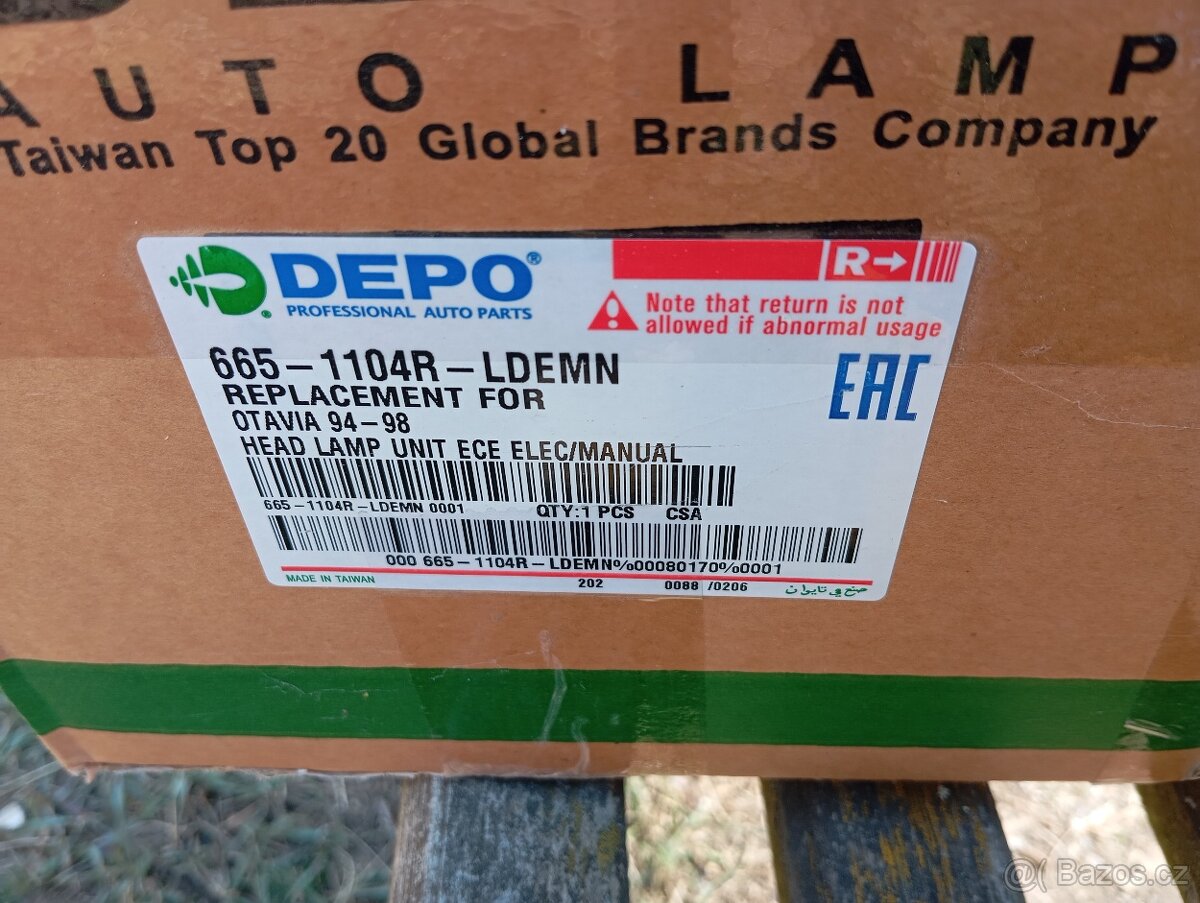 AUTO LAMP
Taiwan Top 20 Global Brands Company
DEPO®
PROFESSIONAL AUTO PARTS
R→
Note that return is not
allowed if abnormal usage
665-1104R-LDEMN
REPLACEMENT FOR
OTAVIA 94-98
HEAD LAMP UNIT ECE ELEC/MANUAL
EAC
665-1104R-LDEMN 0001 QTY:1 PCS CSA
000 665-1104R-LDEMN%00080170%0001
MADE IN TAIWAN 202 0088 /0206 صنع في تايوان
@( Bazos.cz